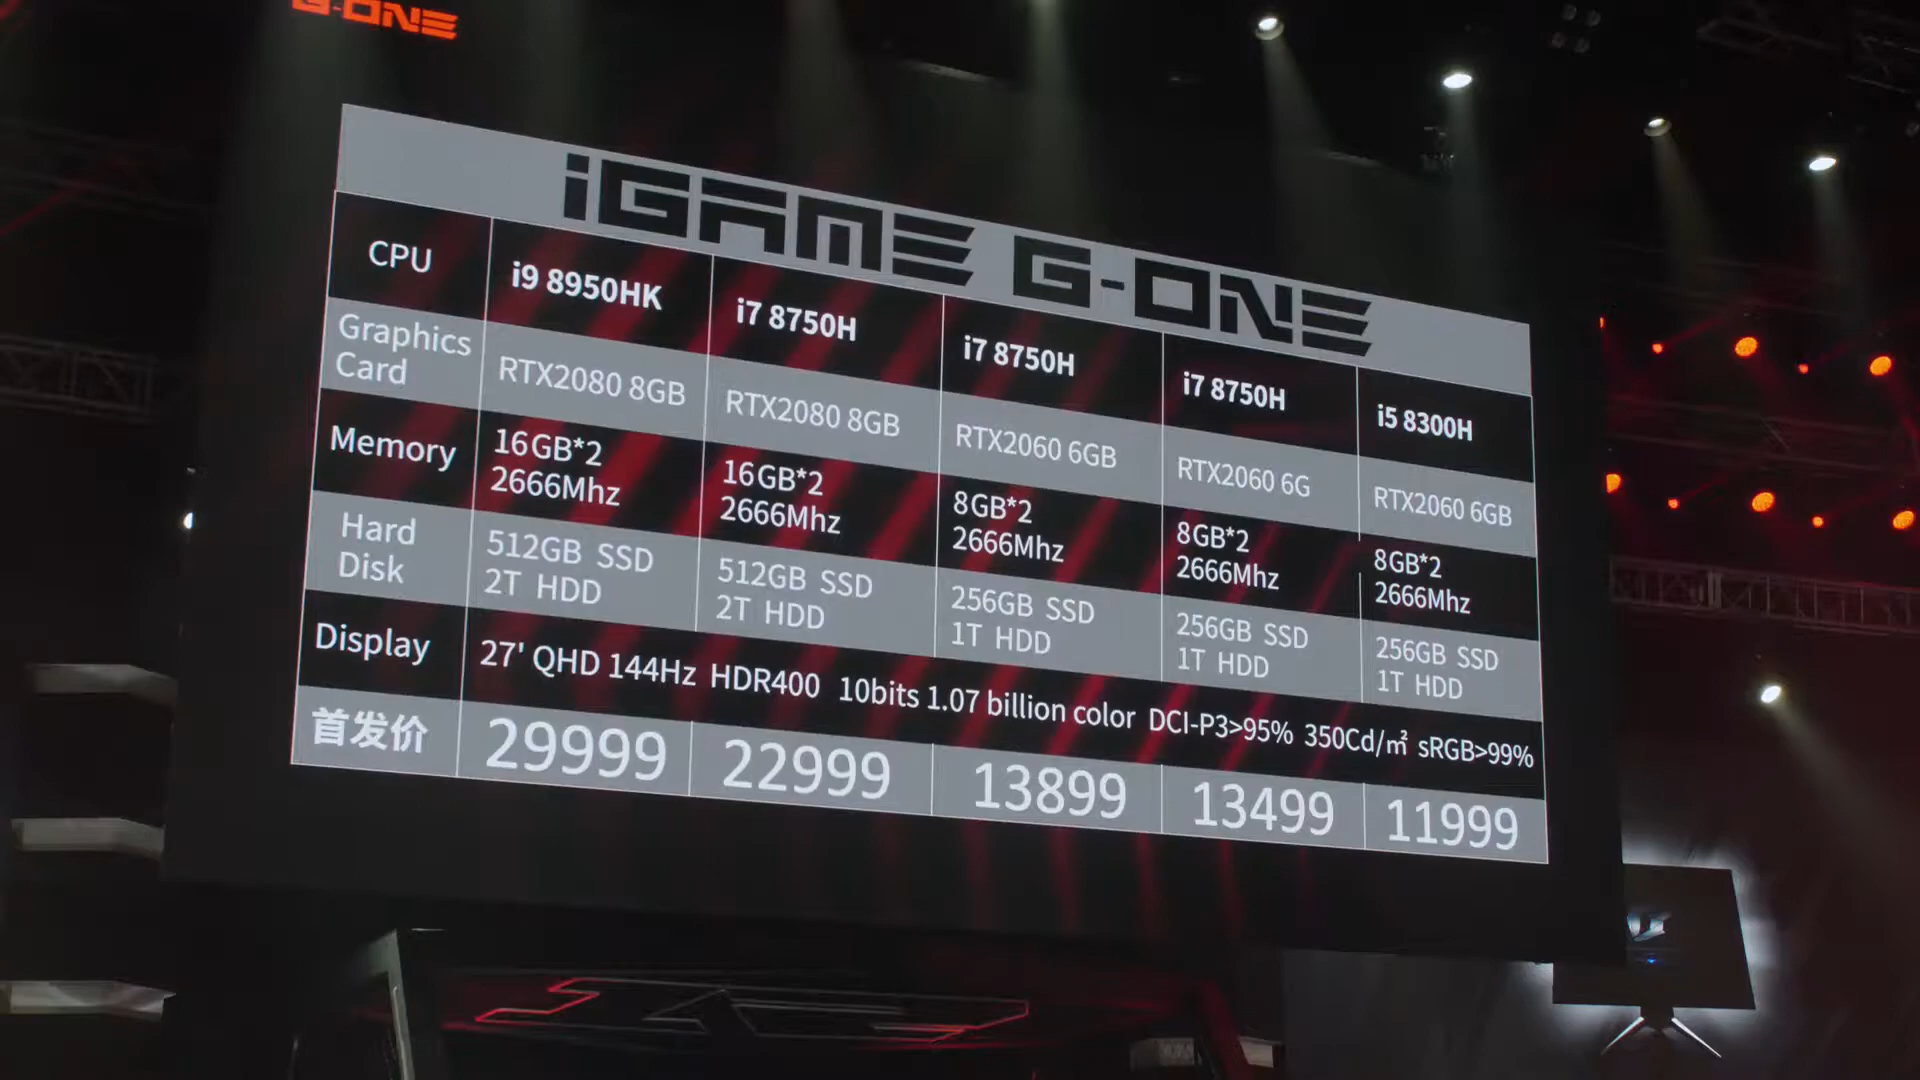 G-ONE
iGAME G-ONE
CPU i9 8950HK i7 8750H i7 8750H i7 8750H i5 8300H
Graphics Card RTX2080 8GB RTX2080 8GB RTX2060 6GB RTX2060 6G RTX2060 6GB
Memory 16GB*2 2666Mhz 16GB*2 2666Mhz 8GB*2 2666Mhz 8GB*2 2666Mhz 8GB*2 2666Mhz
Hard Disk 512GB SSD 2T HDD 512GB SSD 2T HDD 256GB SSD 1T HDD 256GB SSD 1T HDD 256GB SSD 1T HDD
Display 27' QHD 144Hz HDR400 10bits 1.07 billion color DCI-P3>95% 350Cd/㎡ sRGB>99%
首发价 29999 22999 13899 13499 11999